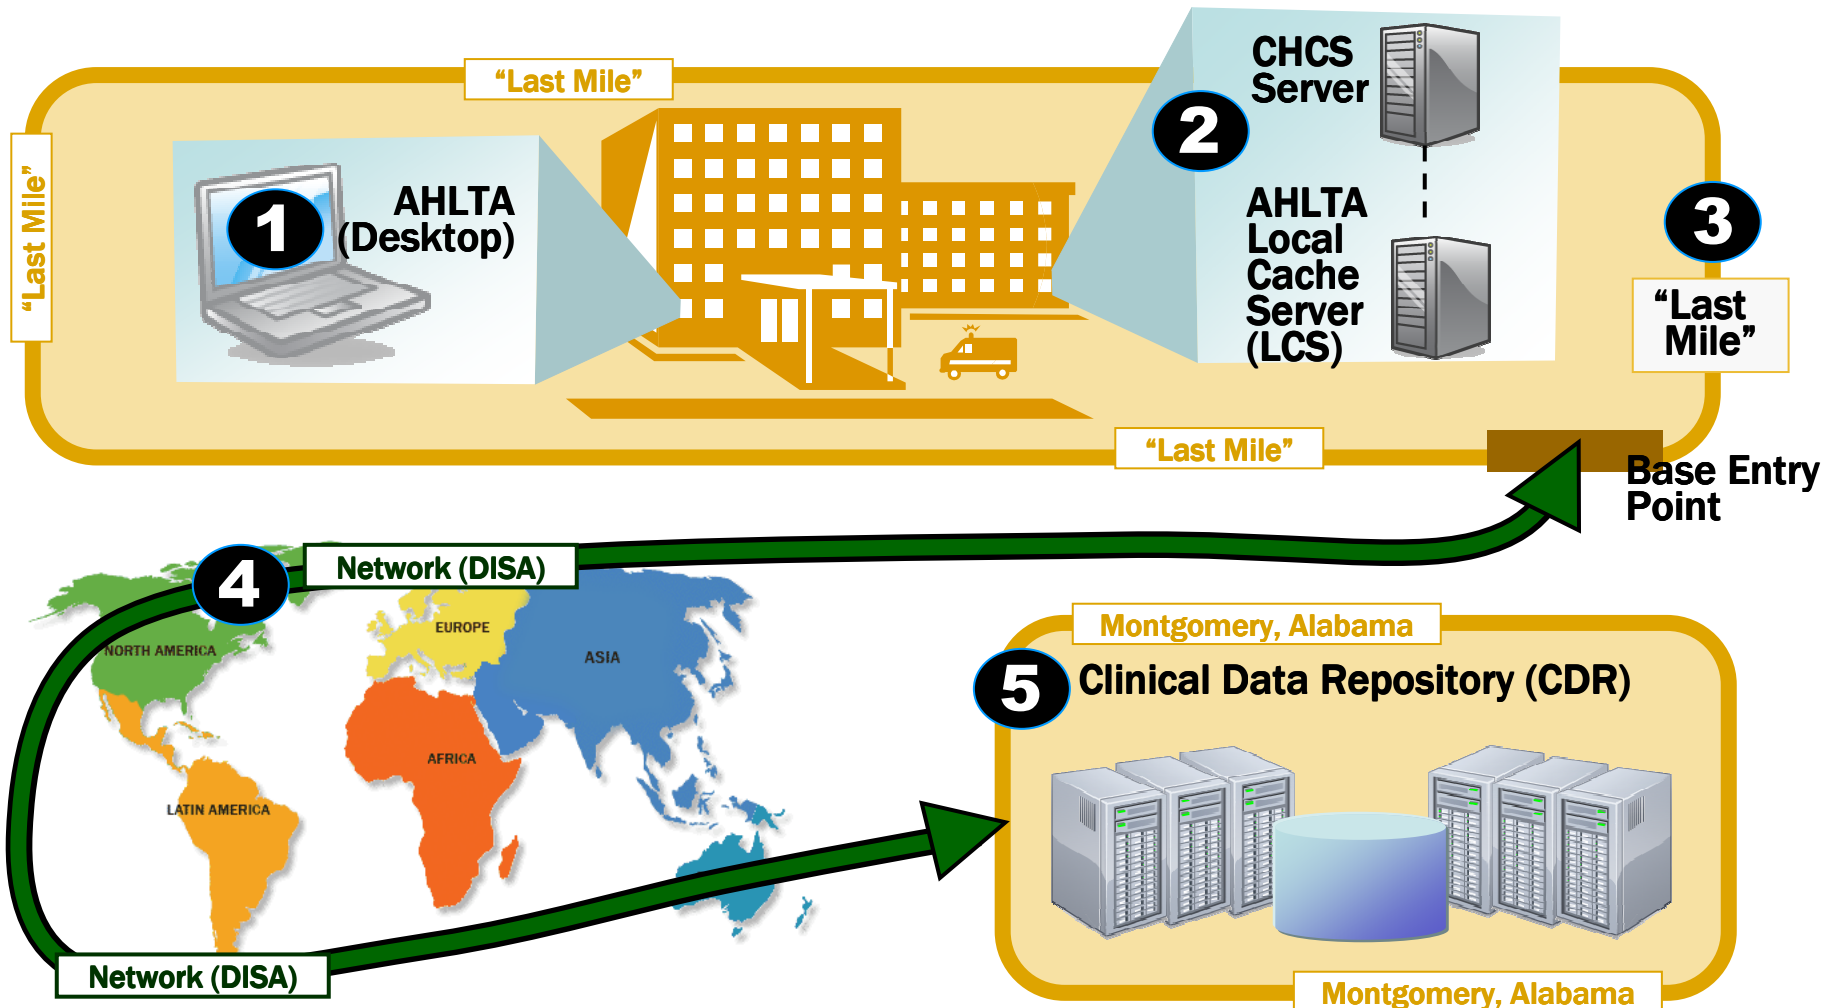 “Last Mile”
CHCS
Server
2
“Last Mile”
1
AHLTA
(Desktop)
AHLTA
Local
Cache
Server
(LCS)
3
“Last
Mile”
“Last Mile”
Base Entry
Point
4
Network (DISA)
NORTH AMERICA
EUROPE
ASIA
AFRICA
LATIN AMERICA
Network (DISA)
Montgomery, Alabama
5
Clinical Data Repository (CDR)
Montgomery, Alabama